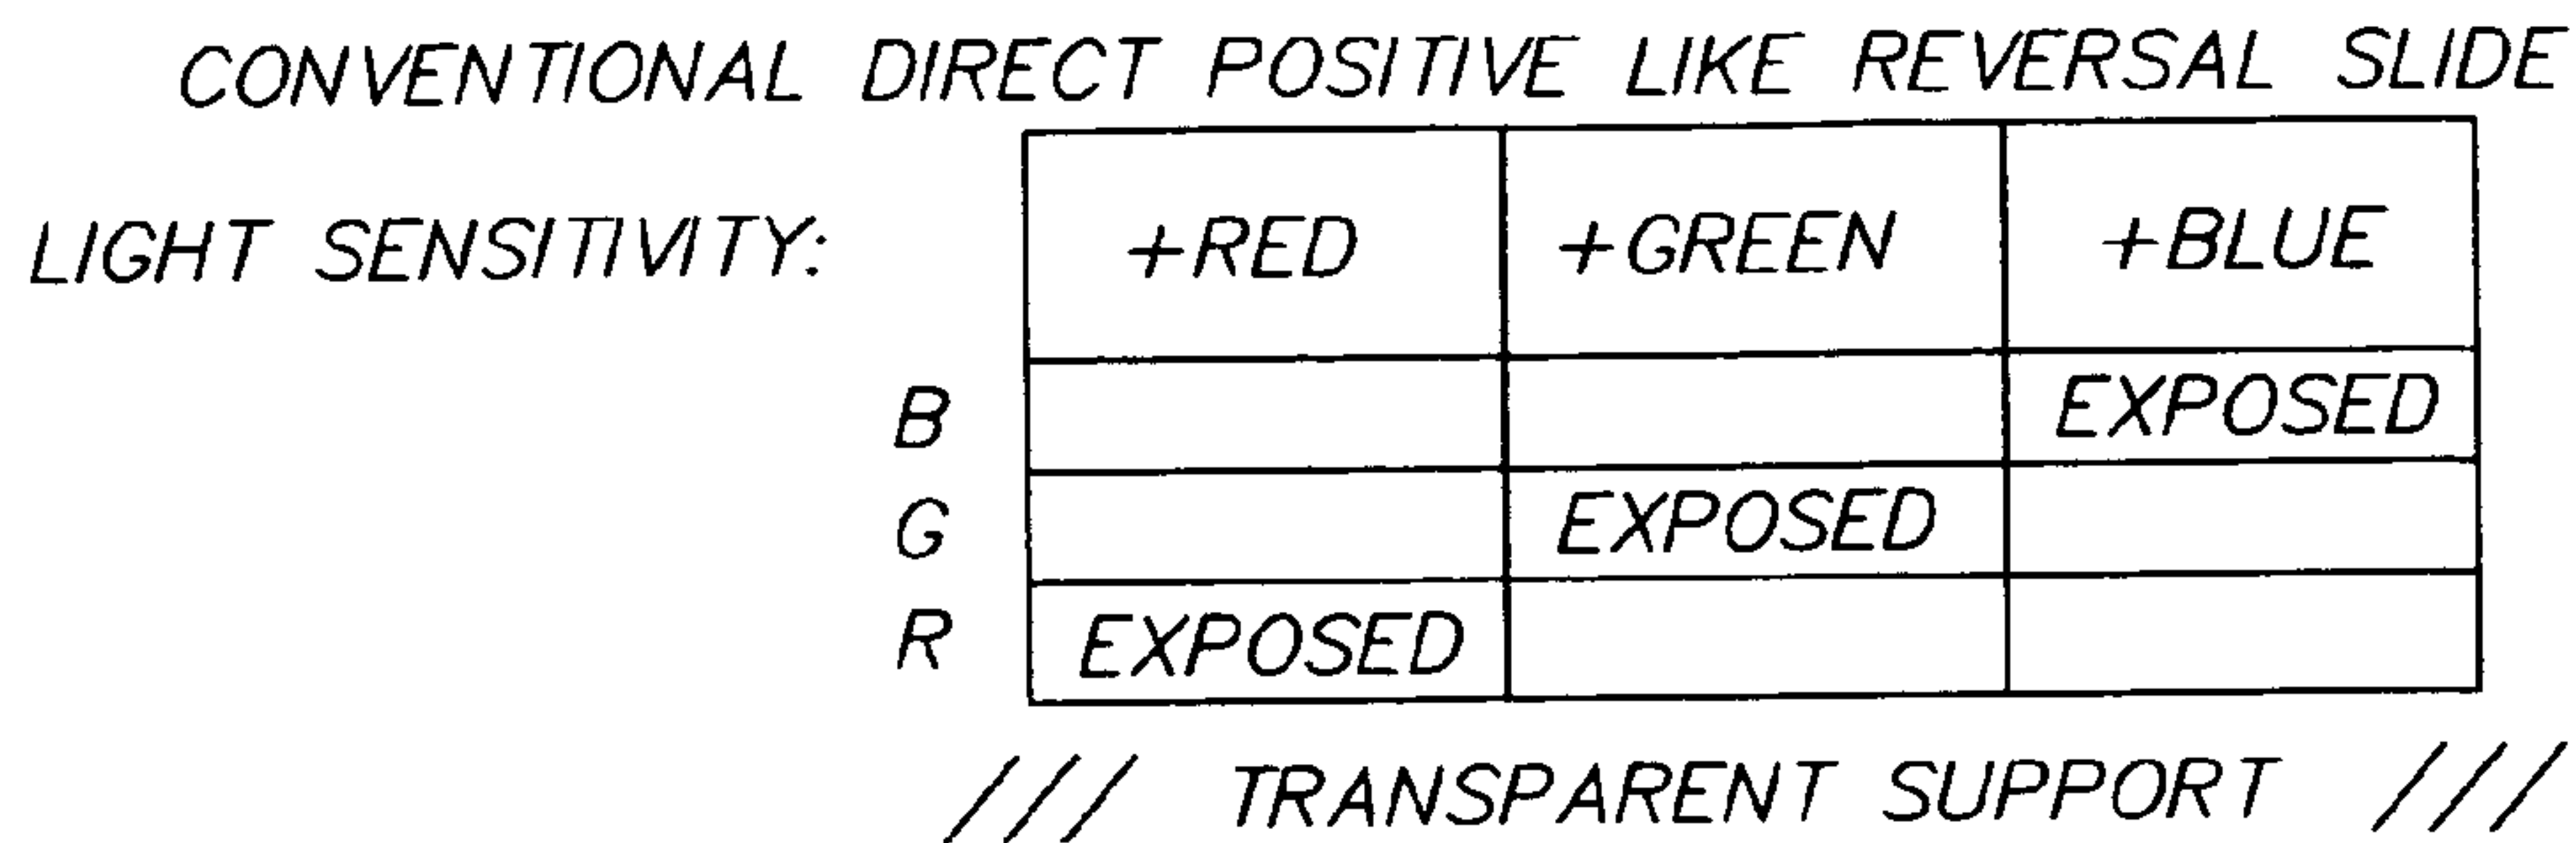 CONVENTIONAL DIRECT POSITIVE LIKE REVERSAL SLIDE
LIGHT SENSITIVITY: +RED +GREEN +BLUE
B EXPOSED
G EXPOSED
R EXPOSED
/// TRANSPARENT SUPPORT ///